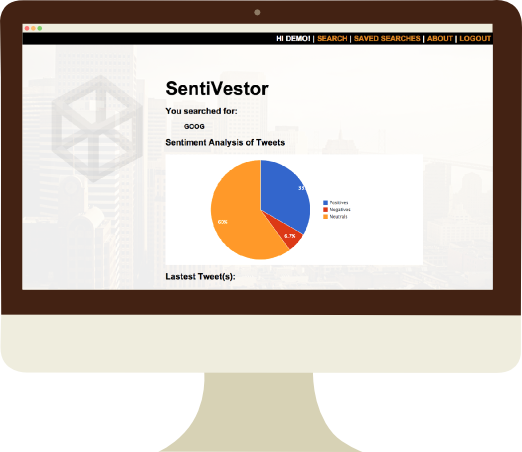 HI DEMO! | SEARCH | SAVED SEARCHES | ABOUT | LOGOUT
SentiVestor
You searched for:
GOOG
Sentiment Analysis of Tweets
33
Positives
Negatives
Neutrals
60%
6.7%
Lastest Tweet(s):